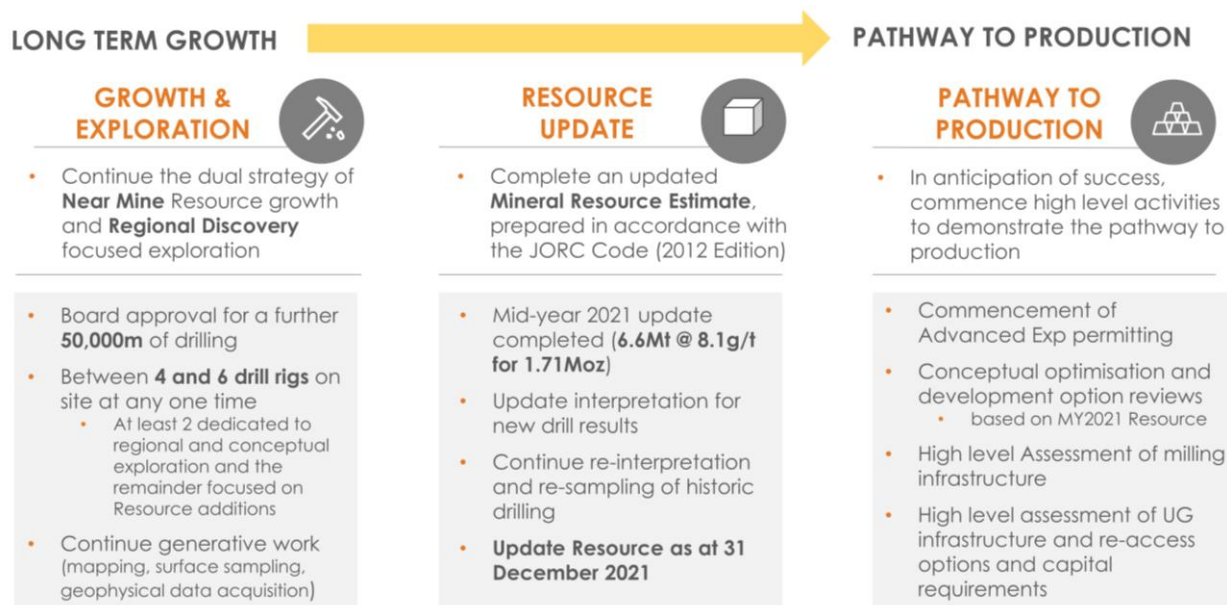 LONG TERM GROWTH
PATHWAY TO PRODUCTION
GROWTH &
EXPLORATION
• Continue the dual strategy of
Near Mine Resource growth
and Regional Discovery
focused exploration
• Board approval for a further
50,000m of drilling
• Between 4 and 6 drill rigs on
site at any one time
• At least 2 dedicated to
regional and conceptual
exploration and the
remainder focused on
Resource additions
• Continue generative work
(mapping, surface sampling,
geophysical data acquisition)
RESOURCE
UPDATE
• Complete an updated
Mineral Resource Estimate,
prepared in accordance with
the JORC Code (2012 Edition)
• Mid-year 2021 update
completed (6.6Mt @ 8.1g/t
for 1.71Moz)
• Update interpretation for
new drill results
• Continue re-interpretation
and re-sampling of historic
drilling
• Update Resource as at 31
December 2021
PATHWAY TO
PRODUCTION
• In anticipation of success,
commence high level activities
to demonstrate the pathway to
production
• Commencement of
Advanced Exp permitting
• Conceptual optimisation and
development option reviews
• based on MY2021 Resource
• High level Assessment of milling
infrastructure
• High level assessment of UG
infrastructure and re-access
options and capital
requirements